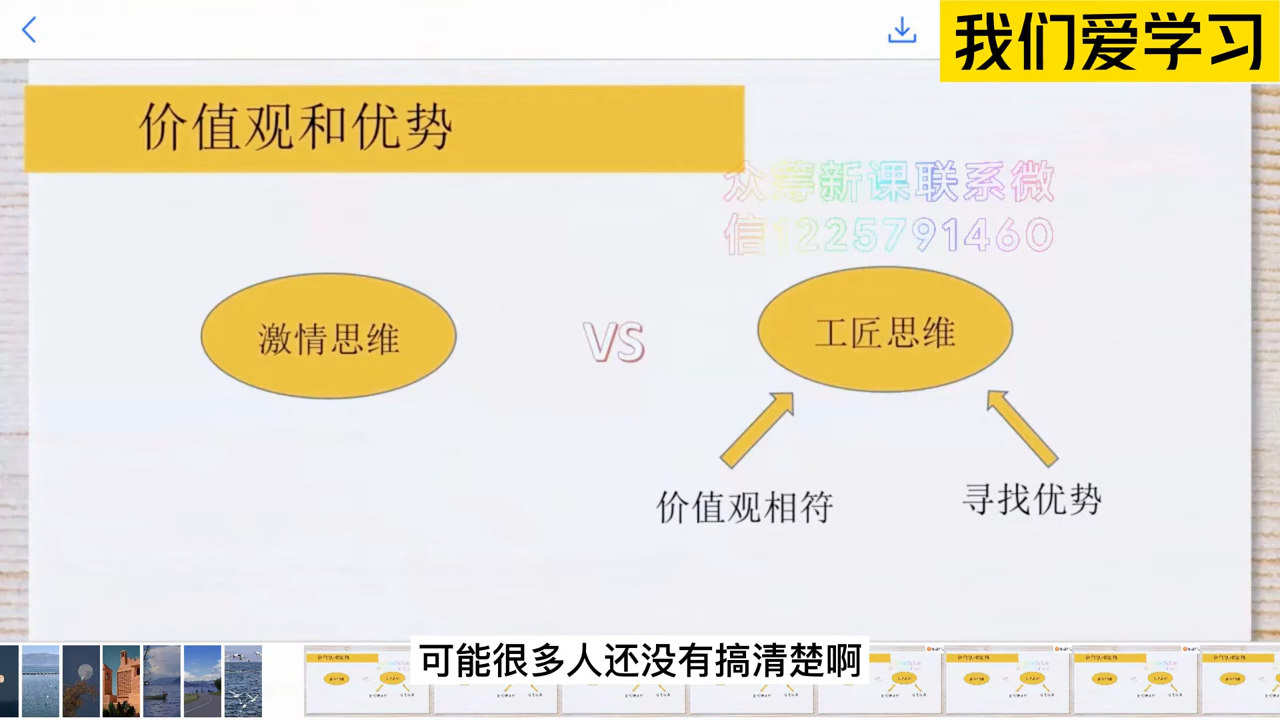 我们爱学习
价值观和优势
众筹新课联系微
信1225791460
激情思维
VS
工匠思维
价值观相符
寻找优势
可能很多人还没有搞清楚啊